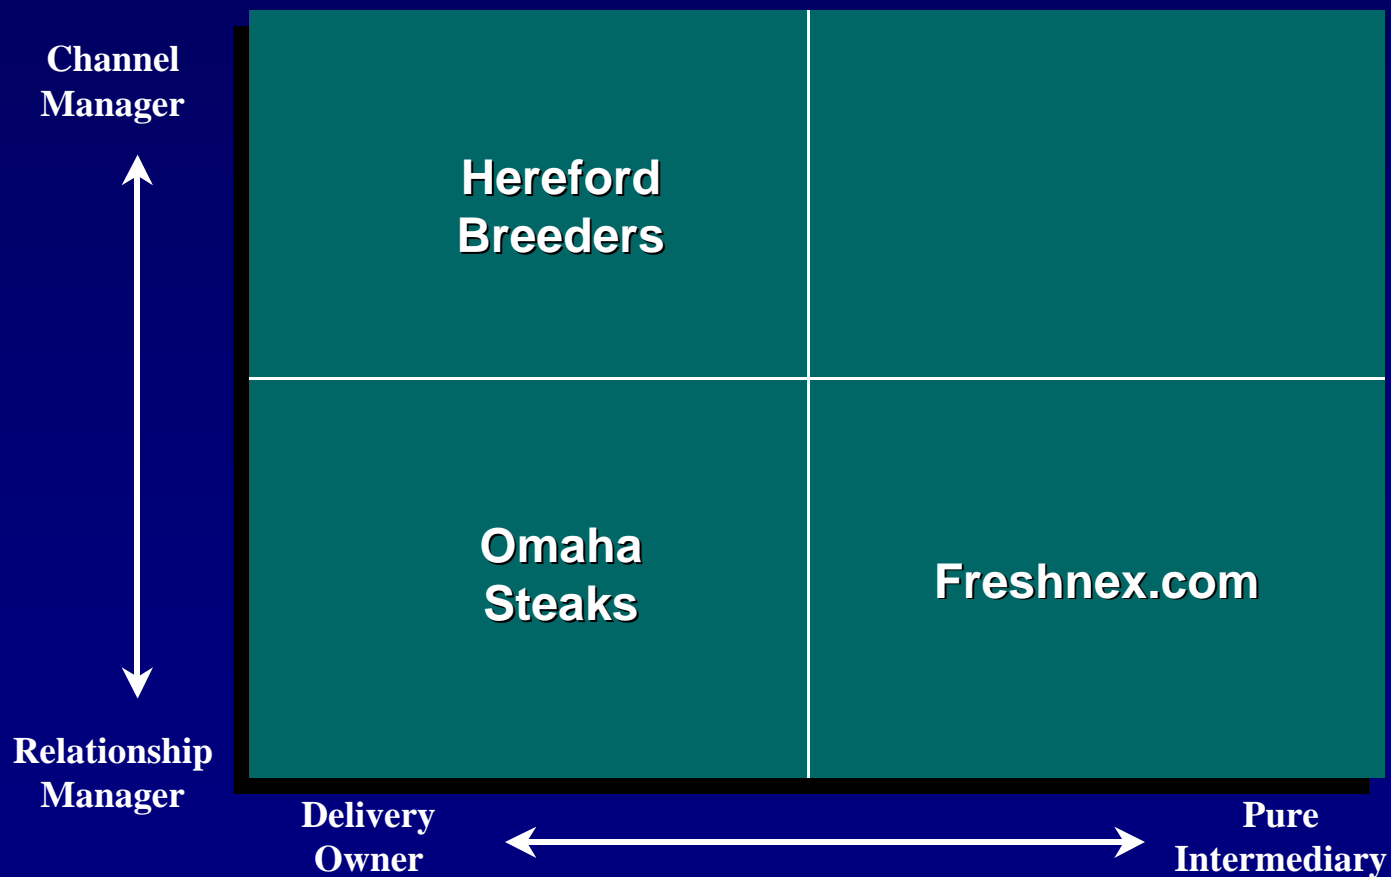 Channel
Manager
Hereford
Breeders
Omaha
Steaks
Freshnex.com
Relationship
Manager
Delivery
Owner
Pure
Intermediary